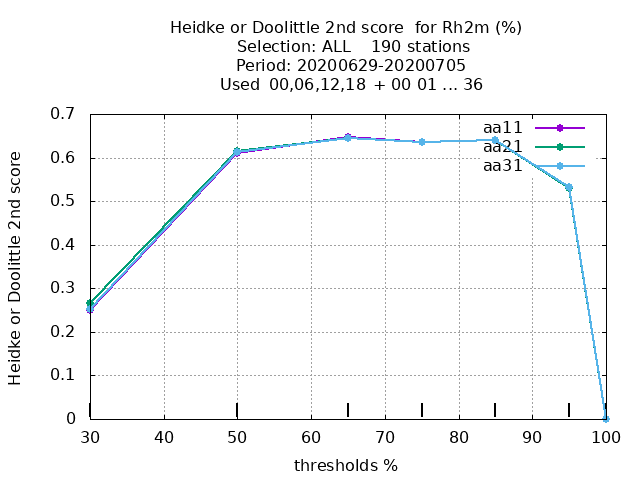 Heidke or Doolittle 2nd score  for Rh2m (%)
Selection: ALL    190 stations
Period: 20200629-20200705
Used  00,06,12,18  + 00 01 ... 36
aa11
aa21
aa31
Heidke or Doolittle 2nd score
0.7
0.6
0.5
0.4
0.3
0.2
0.1
0
30 40 50 60 70 80 90 100
thresholds %